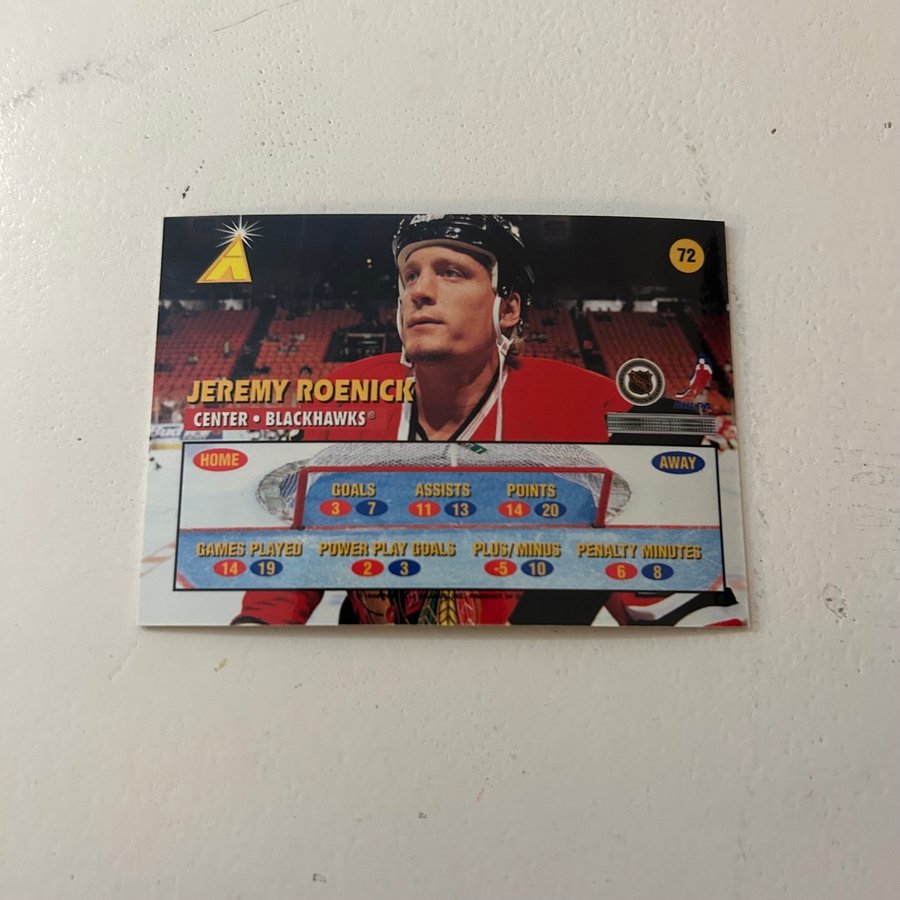 Cooper
72
JEREMY ROENICK
CENTER • BLACKHAWKS®
HOME
AWAY
GOALS ASSISTS POINTS
3 7 11 13 14 20
GAMES PLAYED POWER PLAY GOALS PLUS/MINUS PENALTY MINUTES
14 19 2 3 -5 10 6 8